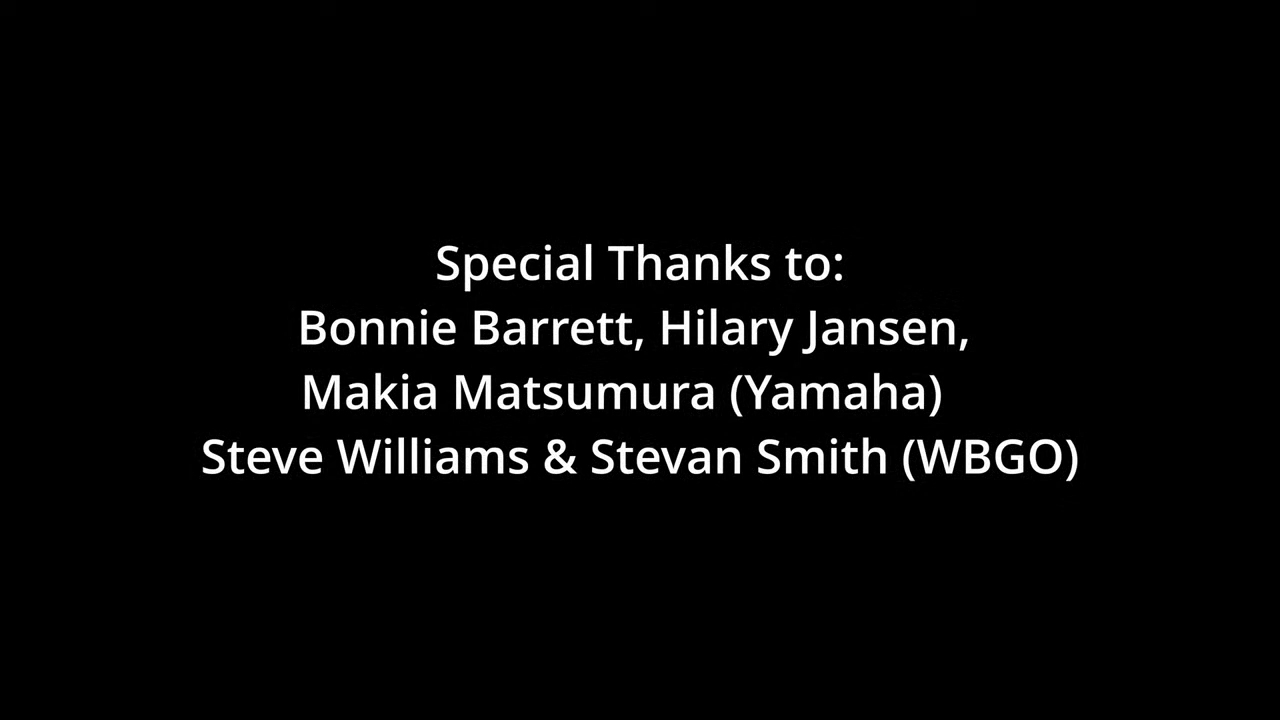 Special Thanks to:
Bonnie Barrett, Hilary Jansen,
Makia Matsumura (Yamaha)
Steve Williams & Stevan Smith (WBGO)